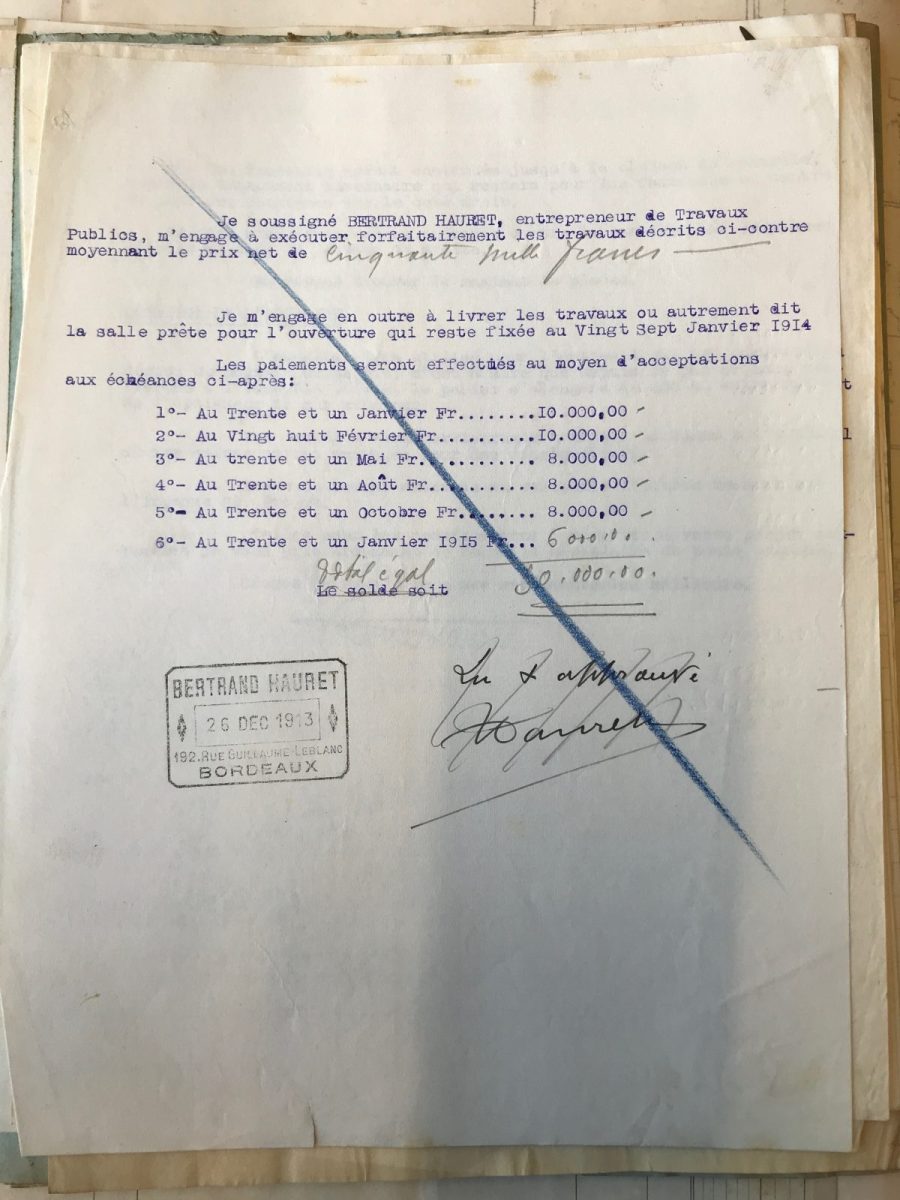 Je soussigné BERTRAND HAURET, entrepreneur de Travaux
Publics, m'engage à exécuter forfaitairement les travaux décrits ci-contre
moyennant le prix net de Cinquante mille francs
Je m'engage en outre à livrer les travaux ou autrement dit
la salle prête pour l'ouverture qui reste fixée au Vingt Sept Janvier I9I4
Les paiements seront effectués au moyen d'acceptations
aux échéances ci-après:
1°- Au Trente et un Janvier Fr........I0.000,00 -
2°- Au Vingt huit Février Fr..........I0.000,00 -
3°- Au trente et un Mai Fr........... 8.000,00 -
4°- Au Trente et un Août Fr.......... 8.000,00 -
5°- Au Trente et un Octobre Fr....... 8.000,00 -
6°- Au Trente et un Janvier I9I5 Fr... 6000,00.
Total égal
Le solde soit 50.000,00.
Lu & approuvé
Hauret
BERTRAND HAURET
26 DEC 1913
192. RUE GUILLAUME-LEBLANC
BORDEAUX